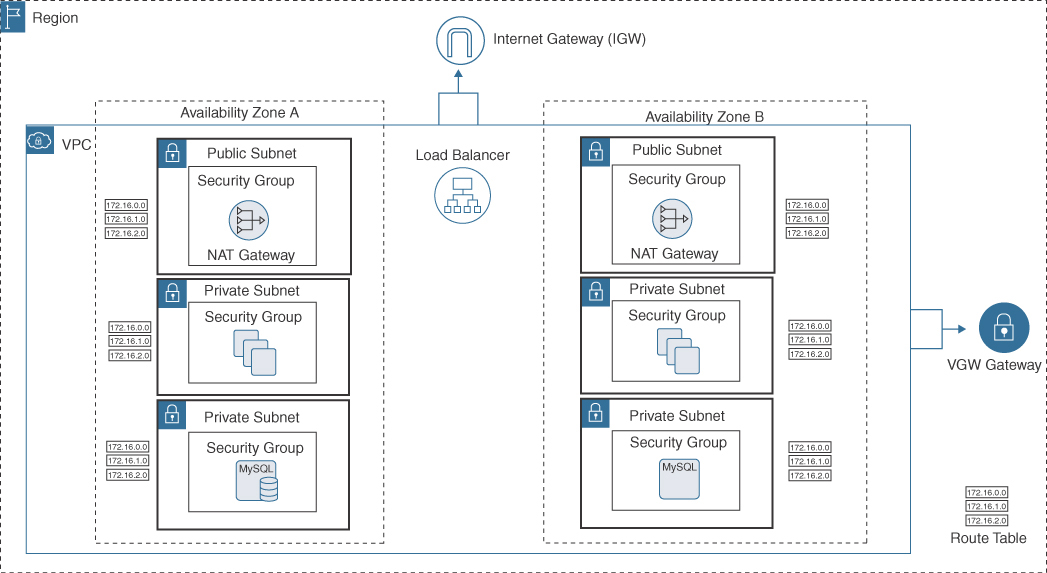 Region
Internet Gateway (IGW)
Availability Zone A
Availability Zone B
VPC
Load Balancer
Public Subnet
Security Group
NAT Gateway
172.16.0.0
172.16.1.0
172.16.2.0
Private Subnet
Security Group
172.16.0.0
172.16.1.0
172.16.2.0
Private Subnet
Security Group
MySQL
172.16.0.0
172.16.1.0
172.16.2.0
Public Subnet
Security Group
NAT Gateway
172.16.0.0
172.16.1.0
172.16.2.0
Private Subnet
Security Group
172.16.0.0
172.16.1.0
172.16.2.0
Private Subnet
Security Group
MySQL
172.16.0.0
172.16.1.0
172.16.2.0
VGW Gateway
172.16.0.0
172.16.1.0
172.16.2.0
Route Table